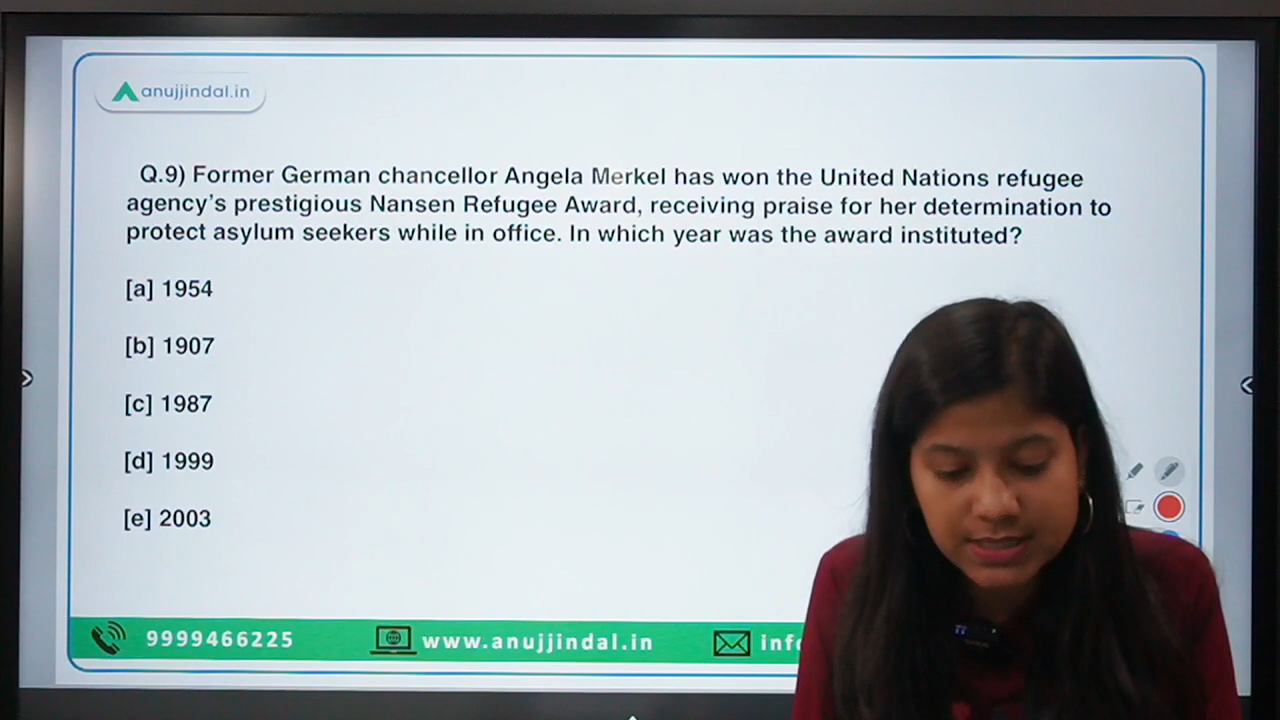 anujjindal.in
Q.9) Former German chancellor Angela Merkel has won the United Nations refugee
agency's prestigious Nansen Refugee Award, receiving praise for her determination to
protect asylum seekers while in office. In which year was the award instituted?
[a] 1954
[b] 1907
[c] 1987
[d] 1999
[e] 2003
9999466225 www.anujjindal.in